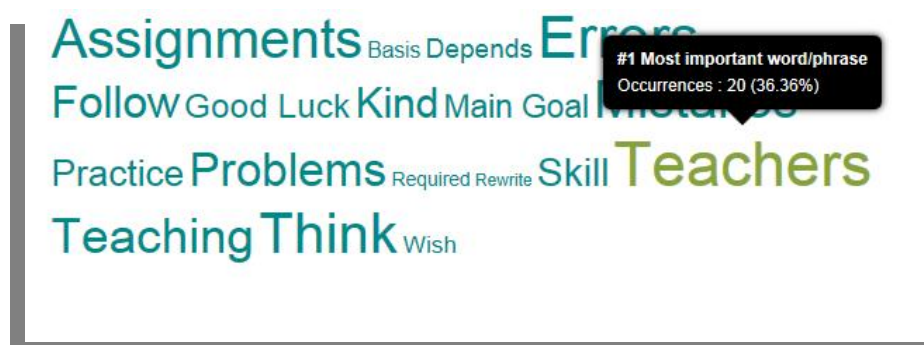 Assignments Basis Depends Errors
#1 Most important word/phrase
Occurrences : 20 (36.36%)
Follow Good Luck Kind Main Goal Mistakes
Practice Problems Required Rewrite Skill Teachers
Teaching Think Wish